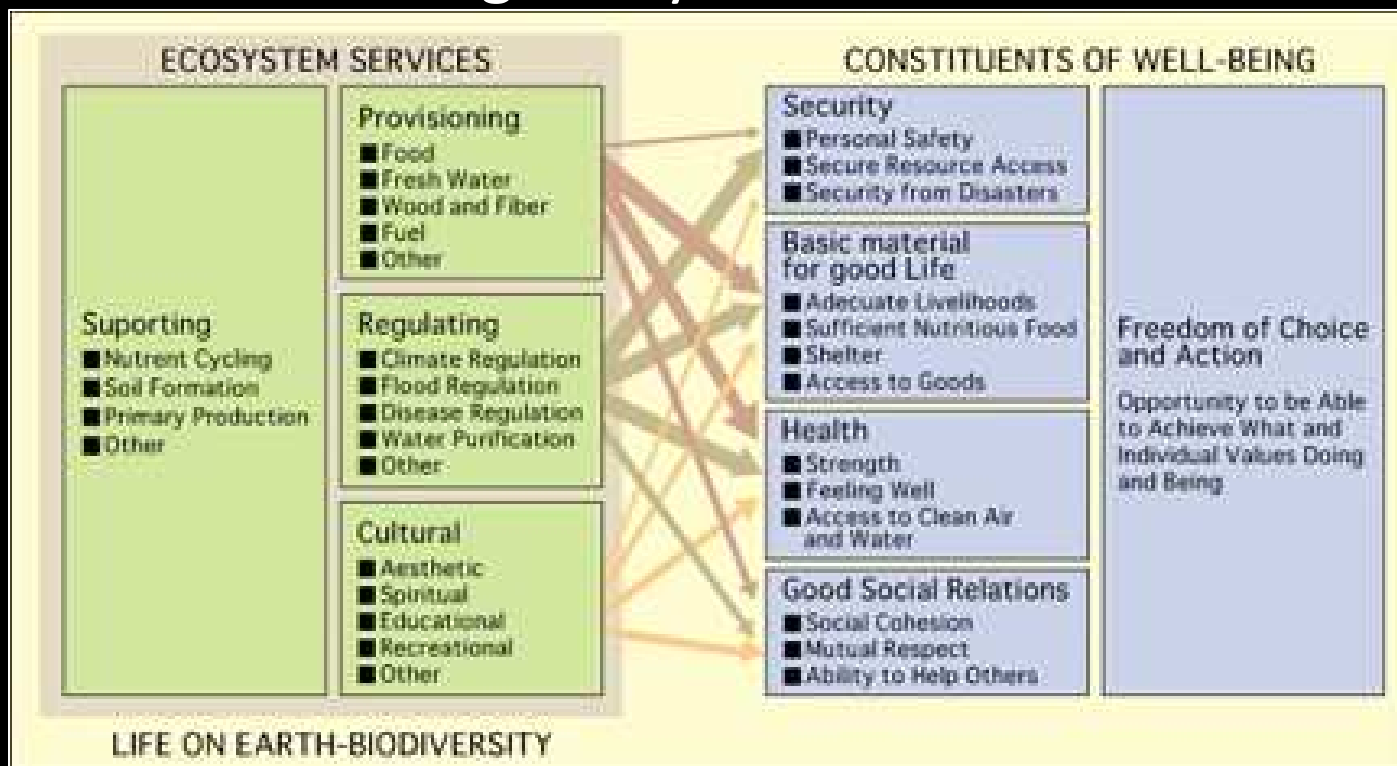 ECOSYSTEM SERVICES
Suporting
■ Nutrent Cycling
■ Soil Formation
■ Primary Production
■ Other
Provisioning
■ Food
■ Fresh Water
■ Wood and Fiber
■ Fuel
■ Other
Regulating
■ Climate Regulation
■ Flood Regulation
■ Disease Regulation
■ Water Purification
■ Other
Cultural
■ Aesthetic
■ Spiritual
■ Educational
■ Recreational
■ Other
LIFE ON EARTH-BIODIVERSITY
CONSTITUENTS OF WELL-BEING
Security
■ Personal Safety
■ Secure Resource Access
■ Security from Disasters
Basic material
for good Life
■ Adequate Livelihoods
■ Sufficient Nutritious Food
■ Shelter
■ Access to Goods
Health
■ Strength
■ Feeling Well
■ Access to Clean Air
and Water
Good Social Relations
■ Social Cohesion
■ Mutual Respect
■ Ability to Help Others
Freedom of Choice
and Action
Opportunity to be Able
to Achieve What and
Individual Values Doing
and Being